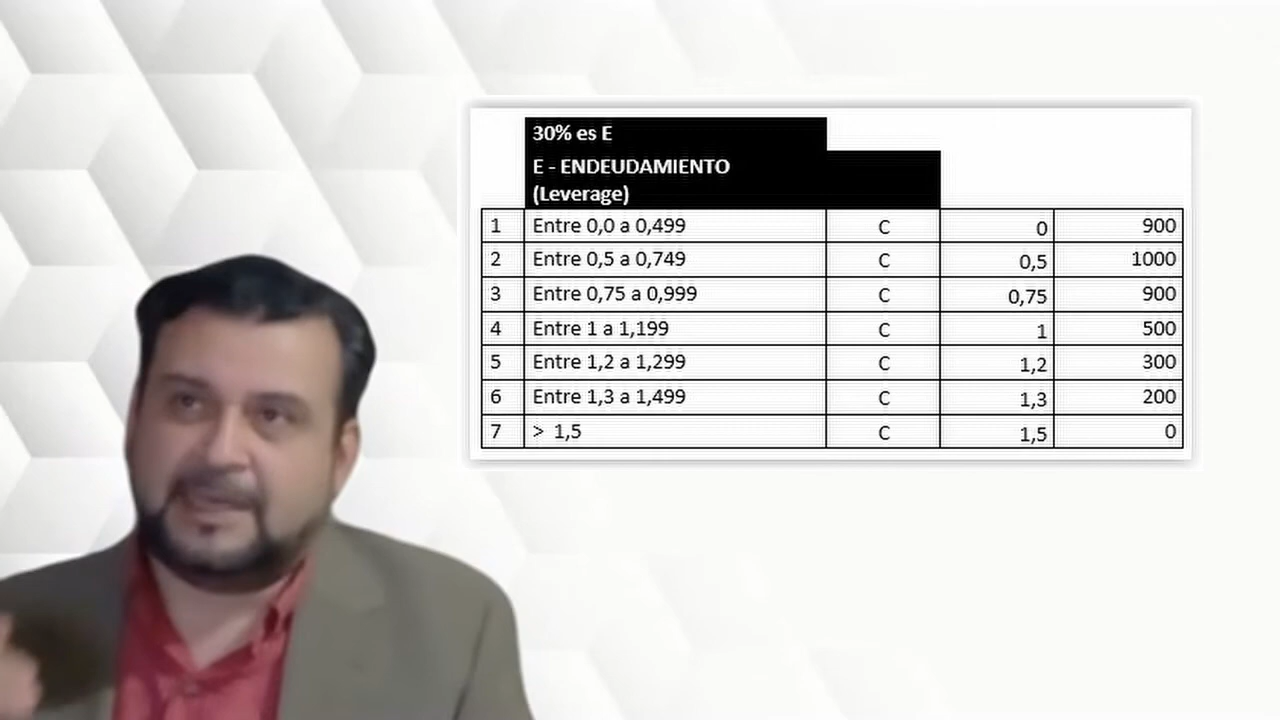 30% es E
E - ENDEUDAMIENTO
(Leverage)
1 Entre 0,0 a 0,499 C 0 900
2 Entre 0,5 a 0,749 C 0,5 1000
3 Entre 0,75 a 0,999 C 0,75 900
4 Entre 1 a 1,199 C 1 500
5 Entre 1,2 a 1,299 C 1,2 300
6 Entre 1,3 a 1,499 C 1,3 200
7 > 1,5 C 1,5 0